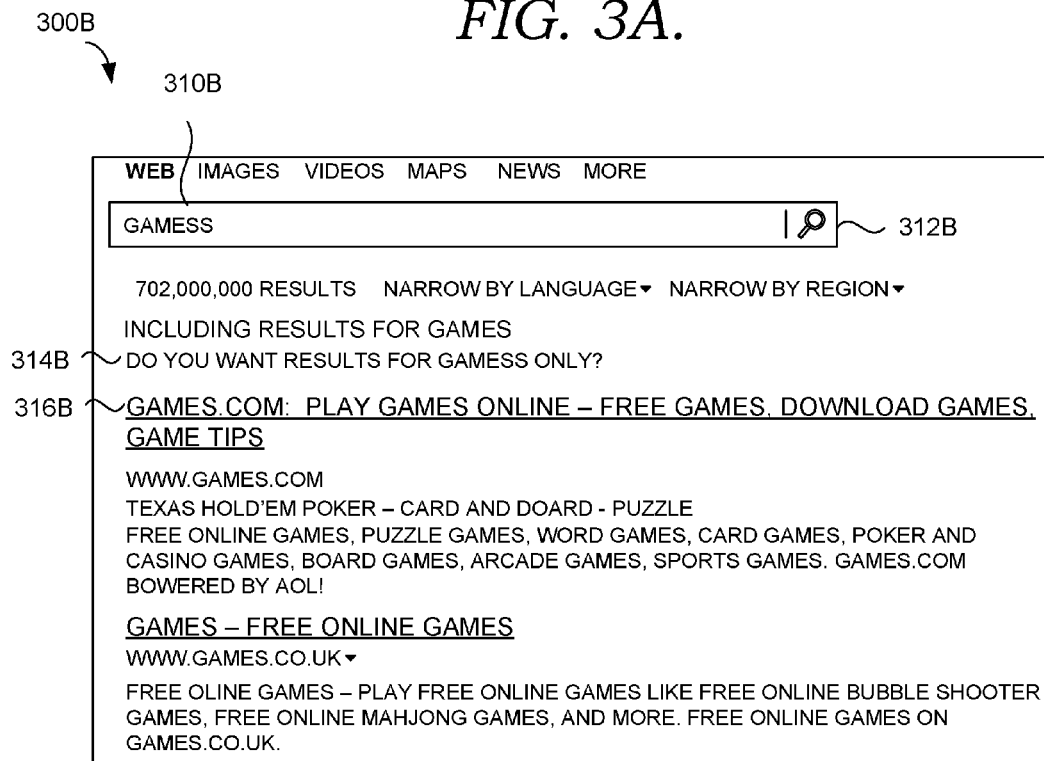 FIG. 3A.
300B
310B
WEB IMAGES VIDEOS MAPS NEWS MORE
GAMESS
312B
702,000,000 RESULTS NARROW BY LANGUAGE NARROW BY REGION
INCLUDING RESULTS FOR GAMES
314B DO YOU WANT RESULTS FOR GAMESS ONLY?
316B GAMES.COM: PLAY GAMES ONLINE – FREE GAMES, DOWNLOAD GAMES,
GAME TIPS
WWW.GAMES.COM
TEXAS HOLD'EM POKER – CARD AND DOARD - PUZZLE
FREE ONLINE GAMES, PUZZLE GAMES, WORD GAMES, CARD GAMES, POKER AND
CASINO GAMES, BOARD GAMES, ARCADE GAMES, SPORTS GAMES. GAMES.COM
BOWERED BY AOL!
GAMES – FREE ONLINE GAMES
WWW.GAMES.CO.UK
FREE OLINE GAMES – PLAY FREE ONLINE GAMES LIKE FREE ONLINE BUBBLE SHOOTER
GAMES, FREE ONLINE MAHJONG GAMES, AND MORE. FREE ONLINE GAMES ON
GAMES.CO.UK.